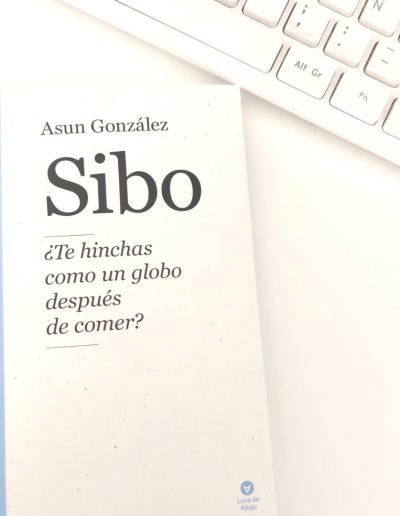 Ñ
;
,
:
.
Alt Gr
Fn
Asun González
Sibo
¿Te hinchas
como un globo
después
de comer?
Luna de
Abajo